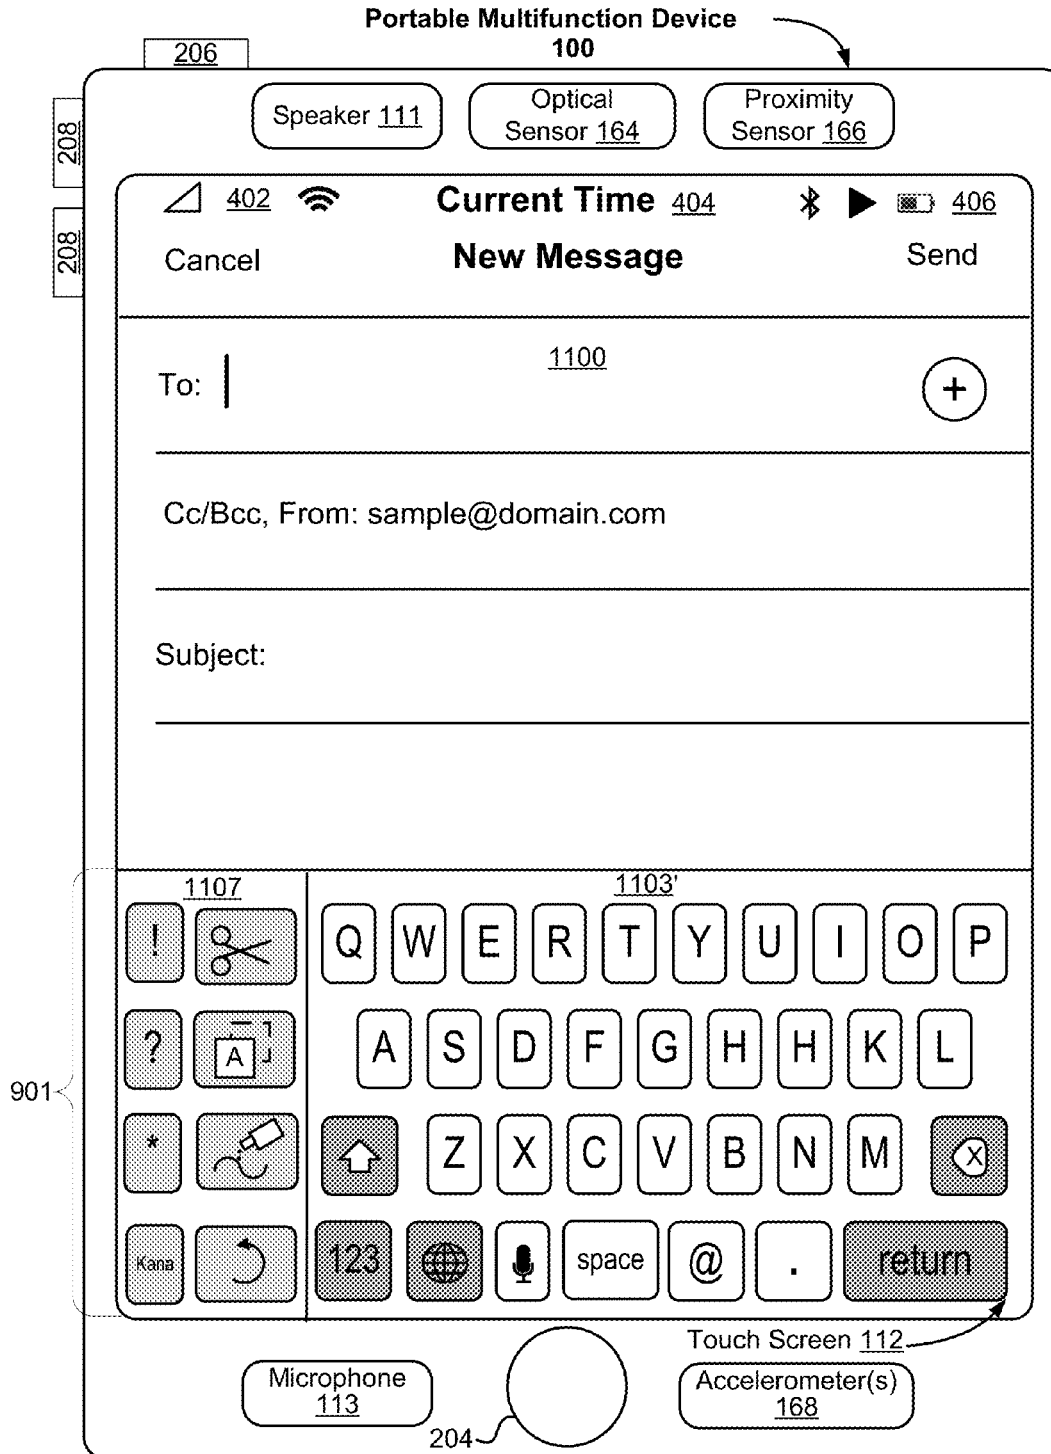 Portable Multifunction Device
100
206
Speaker 111
Optical
Sensor 164
Proximity
Sensor 166
208
208
402
Current Time 404
406
Cancel
New Message
Send
1100
To:
+
Cc/Bcc, From: sample@domain.com
Subject:
901
1107
1103'
! Q W E R T Y U I O P
? A A S D F G H H K L
* Z X C V B N M X
Kana 123 space @ . return
Touch Screen 112
Microphone
113
204
Accelerometer(s)
168